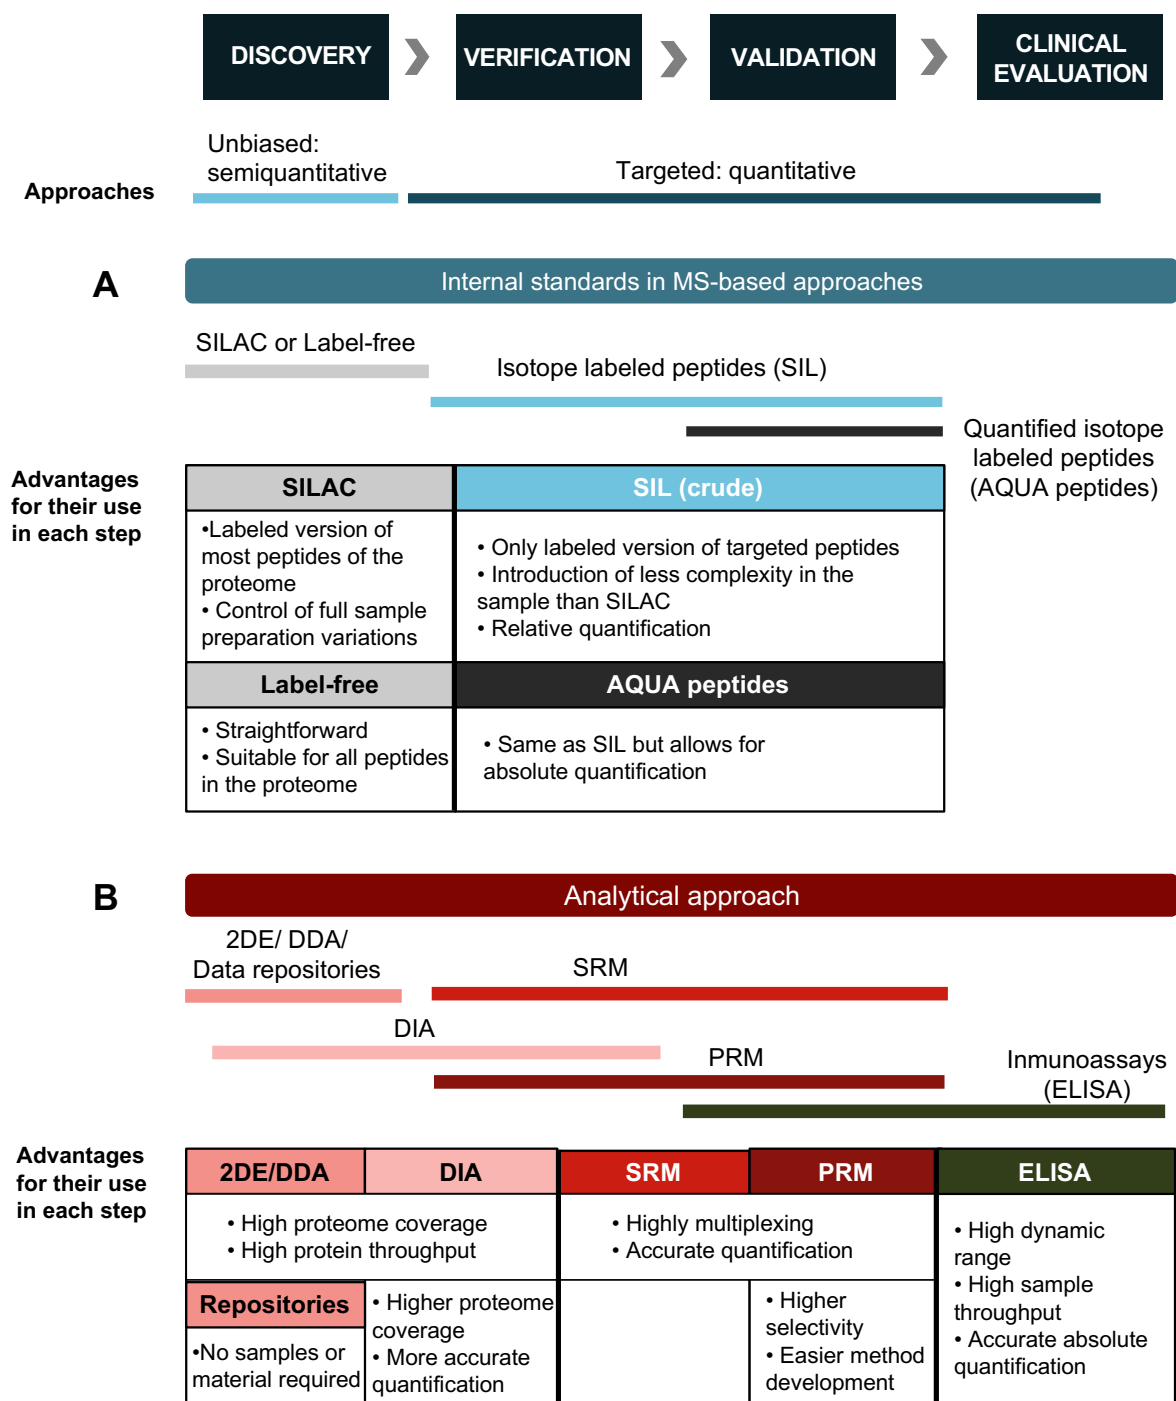 DISCOVERY
VERIFICATION
VALIDATION
CLINICAL
EVALUATION
Approaches
Unbiased:
semiquantitative
Targeted: quantitative
A
Internal standards in MS-based approaches
SILAC or Label-free
Isotope labeled peptides (SIL)
Quantified isotope
labeled peptides
(AQUA peptides)
Advantages
for their use
in each step
SILAC
•Labeled version of
most peptides of the
proteome
• Control of full sample
preparation variations
SIL (crude)
• Only labeled version of targeted peptides
• Introduction of less complexity in the
sample than SILAC
• Relative quantification
Label-free
• Straightforward
• Suitable for all peptides
in the proteome
AQUA peptides
• Same as SIL but allows for
absolute quantification
B
Analytical approach
2DE/ DDA/
Data repositories
SRM
DIA
PRM
Inmunoassays
(ELISA)
Advantages
for their use
in each step
2DE/DDA
DIA
SRM
PRM
ELISA
• High proteome coverage
• High protein throughput
• Highly multiplexing
• Accurate quantification
• High dynamic
range
• High sample
throughput
• Accurate absolute
quantification
Repositories
•No samples or
material required
• Higher proteome
coverage
• More accurate
quantification
• Higher
selectivity
• Easier method
development